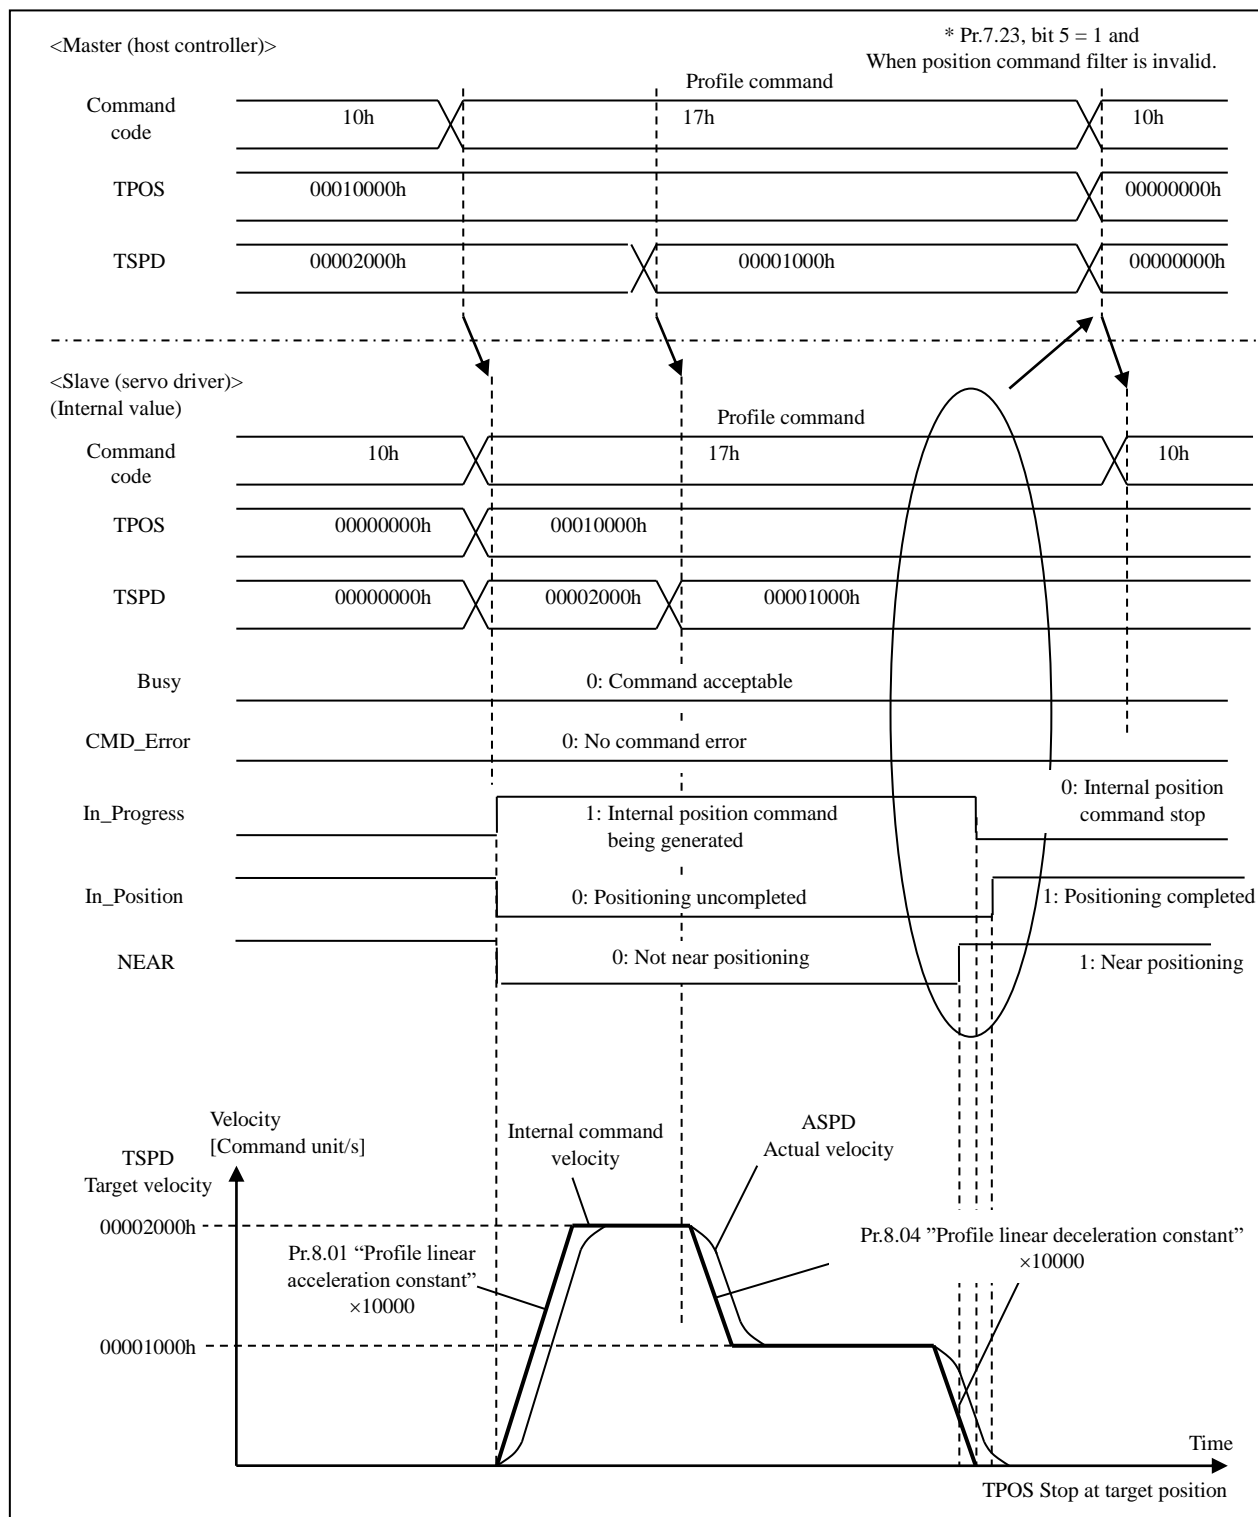 <Master (host controller)>
* Pr.7.23, bit 5 = 1 and
When position command filter is invalid.
Profile command
Command
code
10h
17h
10h
TPOS
00010000h
00000000h
TSPD
00002000h
00001000h
00000000h
<Slave (servo driver)>
(Internal value)
Profile command
Command
code
10h
17h
10h
TPOS
00000000h
00010000h
TSPD
00000000h
00002000h
00001000h
Busy
0: Command acceptable
CMD_Error
0: No command error
In_Progress
1: Internal position command
being generated
0: Internal position
command stop
In_Position
0: Positioning uncompleted
1: Positioning completed
NEAR
0: Not near positioning
1: Near positioning
Velocity
[Command unit/s]
TSPD
Target velocity
Internal command
velocity
ASPD
Actual velocity
00002000h
Pr.8.01 “Profile linear
acceleration constant”
×10000
Pr.8.04 ”Profile linear deceleration constant”
×10000
00001000h
Time
TPOS Stop at target position